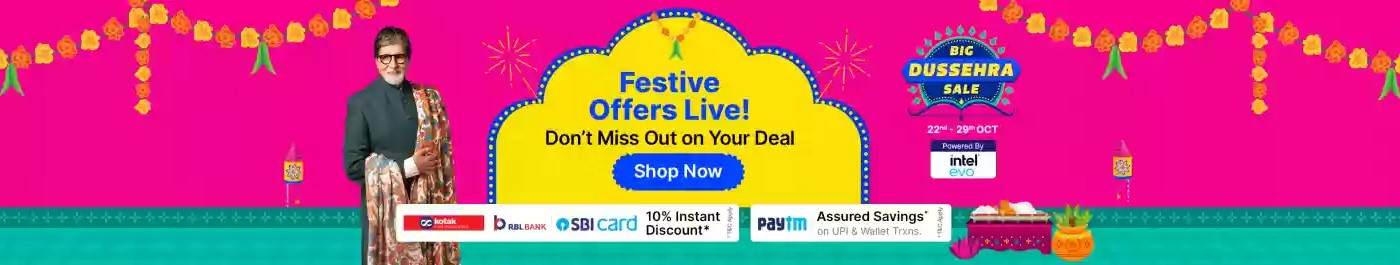 Festive
Offers Live!
Don't Miss Out on Your Deal
Shop Now
BIG
DUSSEHRA
SALE
22nd - 29th OCT
Powered By
intel
evo
kotak
RBL BANK
SBI card
10% Instant
Discount*
*T&C Apply
Paytm
Assured Savings*
on UPI & Wallet Trxns.
*T&C Apply